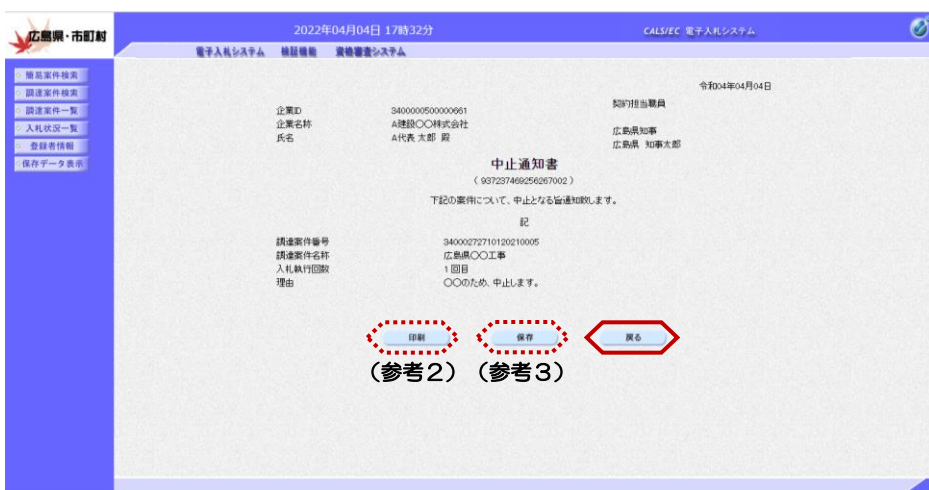 広島県・市町村
2022年04月04日 17時32分
CALS/EC 電子入札システム
電子入札システム 検証機能 資格審査システム
簡易案件検索
調達案件検索
調達案件一覧
入札状況一覧
登録者情報
保存データ表示
令和04年04月04日
企業ID 3400000500000661
企業名称 A建設〇〇株式会社
氏名 A代表 太郎 殿
契約担当職員
広島県知事
広島県 知事太郎
中止通知書
( 937237469256267002 )
下記の案件について、中止となる旨通知致します。
記
調達案件番号 34000272710120210005
調達案件名称 広島県〇〇工事
入札執行回数 1回目
理由 〇〇のため、中止します。
印刷 保存 戻る
(参考2) (参考3)